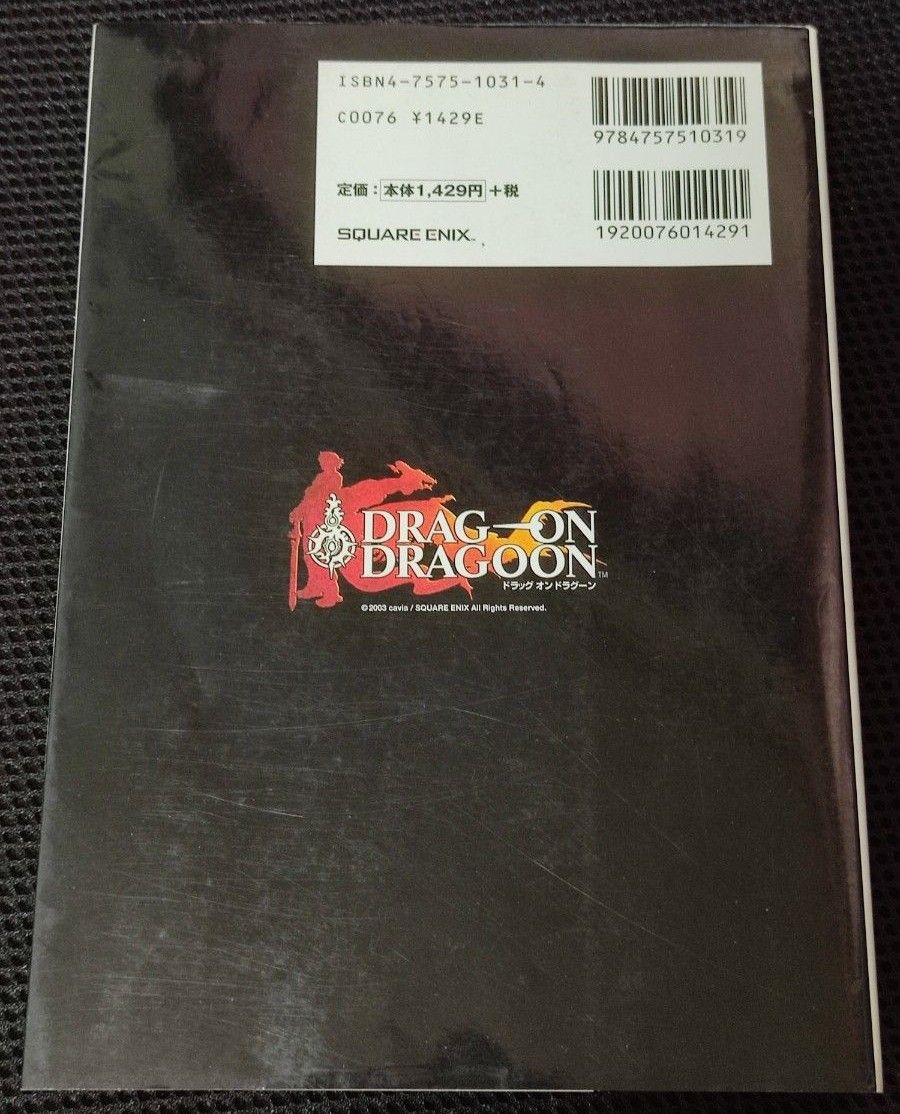 ISBN4-7575-1031-4
C0076 ¥1429E
9784757510319
定価：本体1,429円＋税
1920076014291
SQUARE ENIX™
DRAG-ON
DRAGOON™
ドラッグ オン ドラグーン
©2003 cavia / SQUARE ENIX All Rights Reserved.